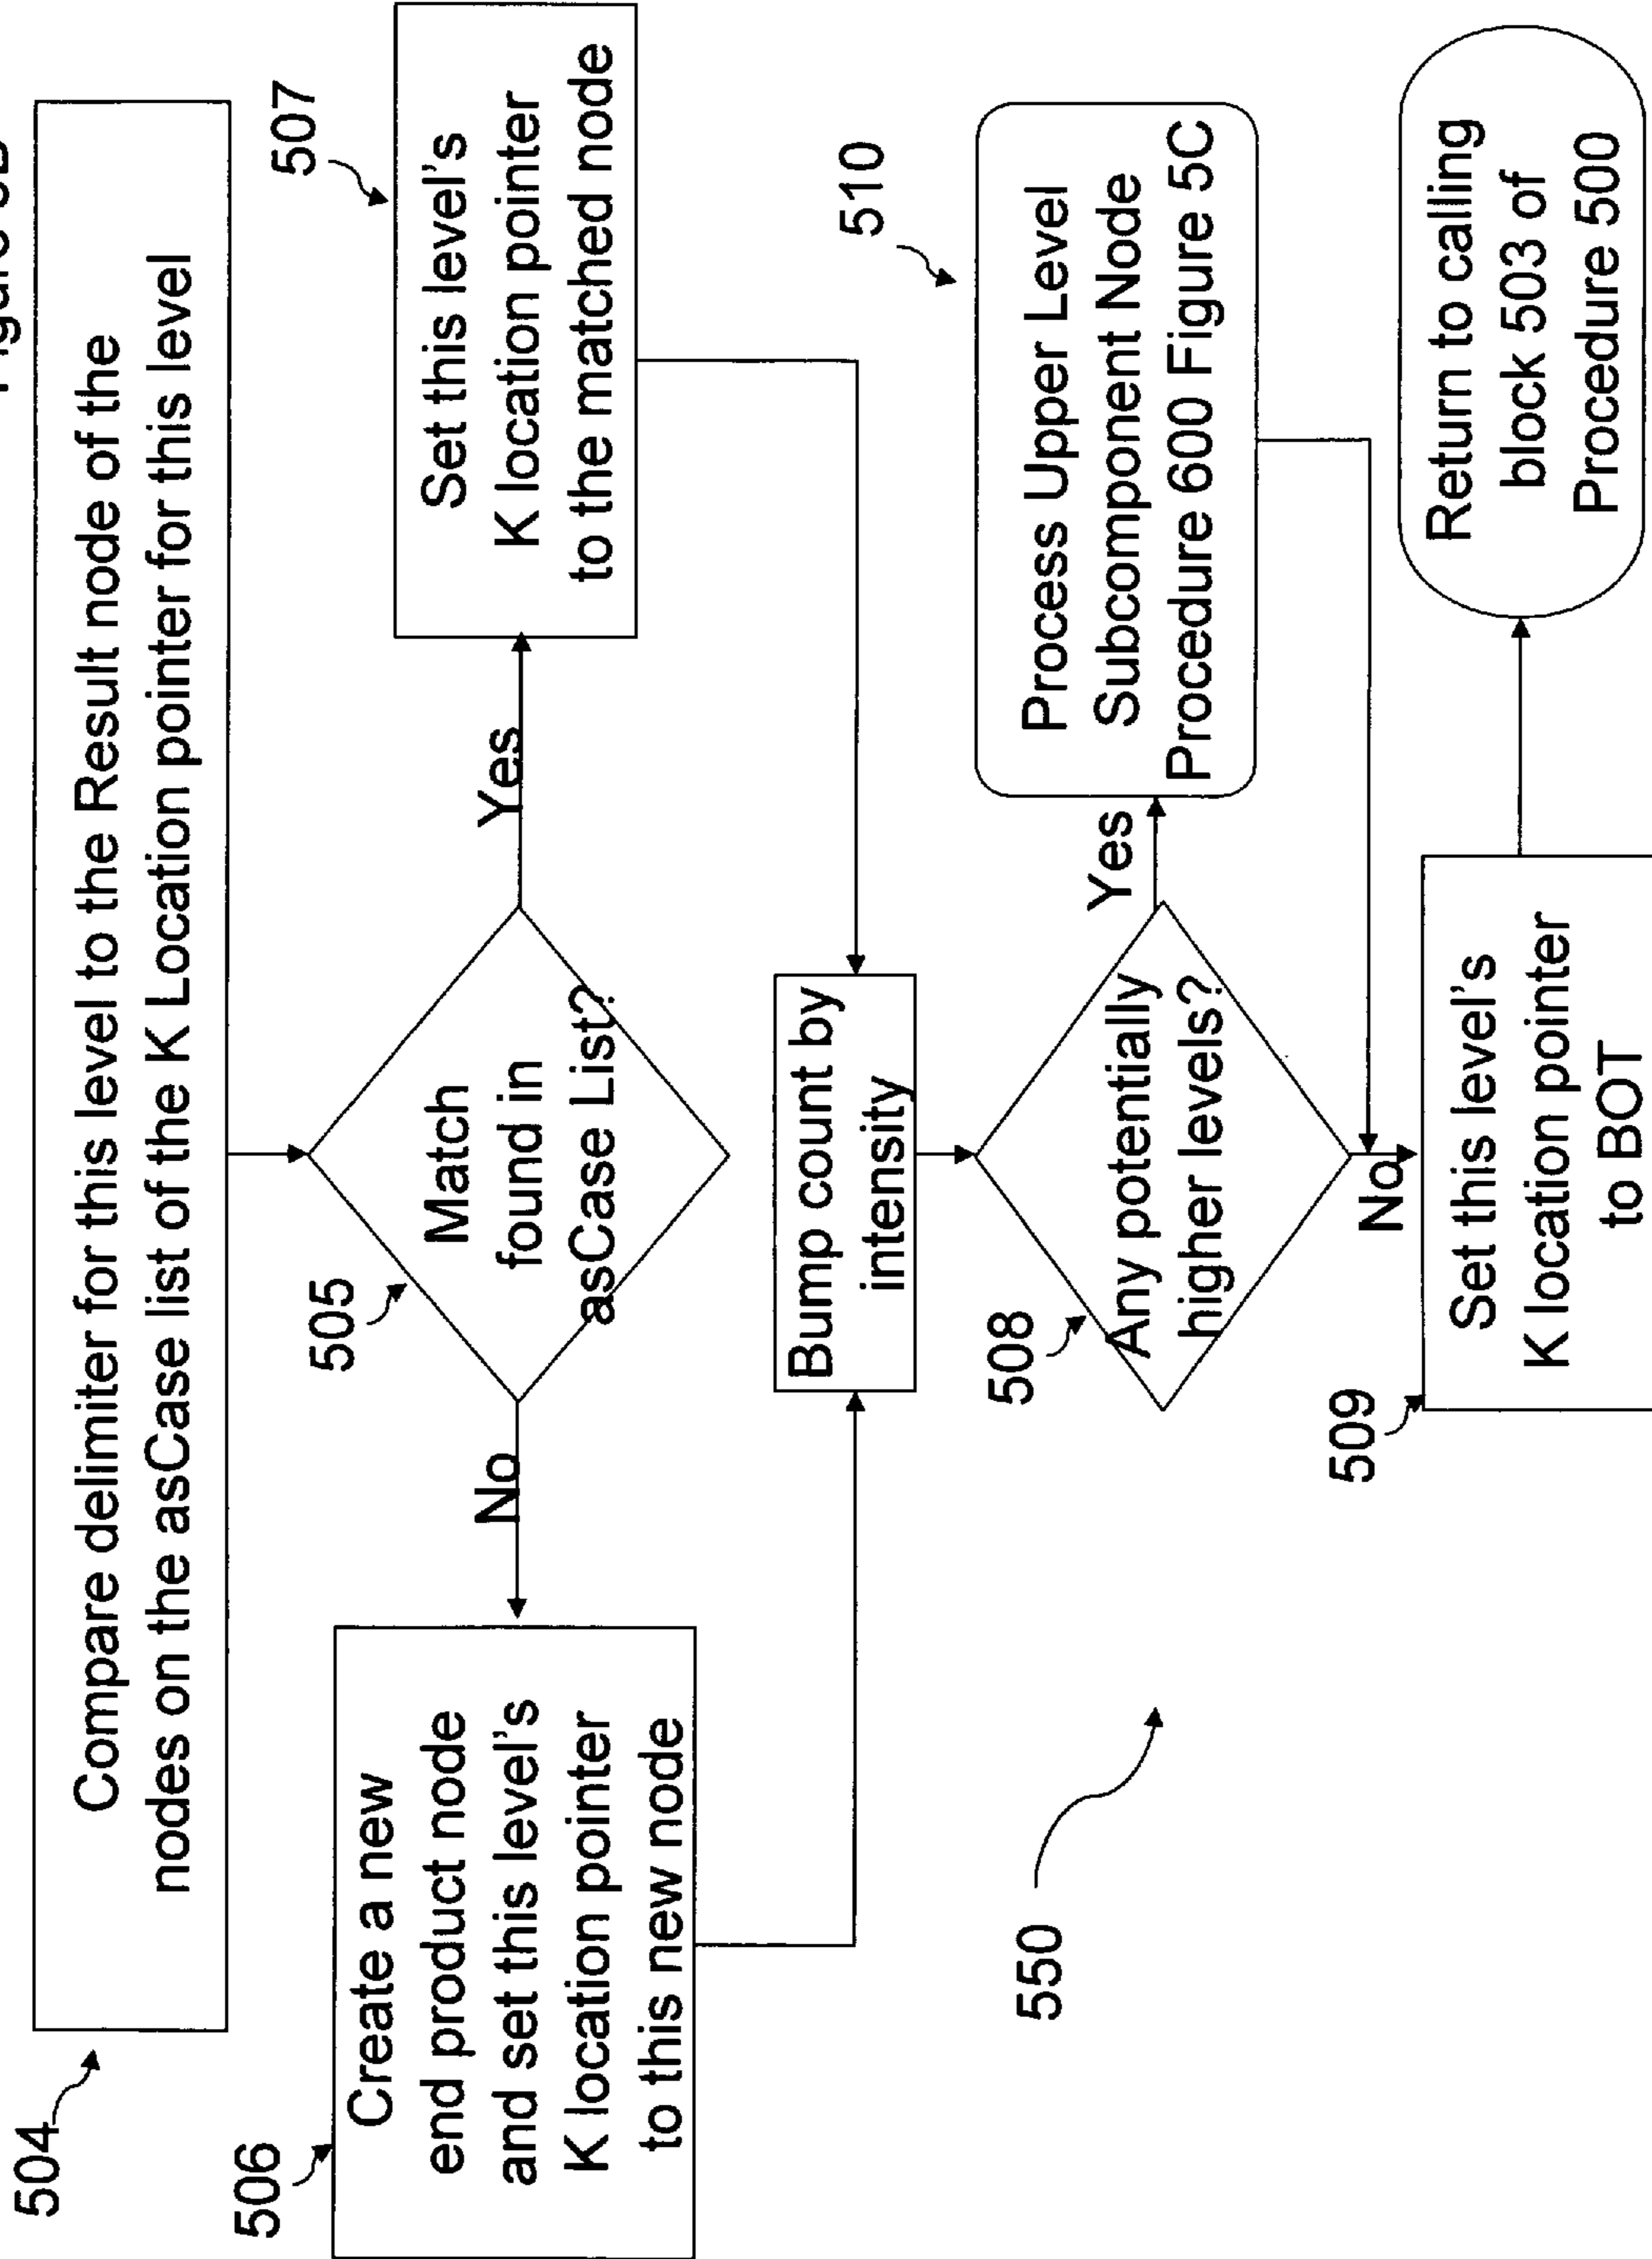 504
Compare delimiter for this level to the Result node of the
nodes on the asCase list of the K Location pointer for this level
505
Match
found in
asCase List?
No
Yes
506
Create a new
end product node
and set this level's
K location pointer
to this new node
507
Set this level's
K location pointer
to the matched node
Bump count by
intensity
508
Any potentially
higher levels?
Yes
No
510
Process Upper Level
Subcomponent Node
Procedure 600 Figure 5C
509
Set this level's
K location pointer
to BOT
Return to calling
block 503 of
Procedure 500
550